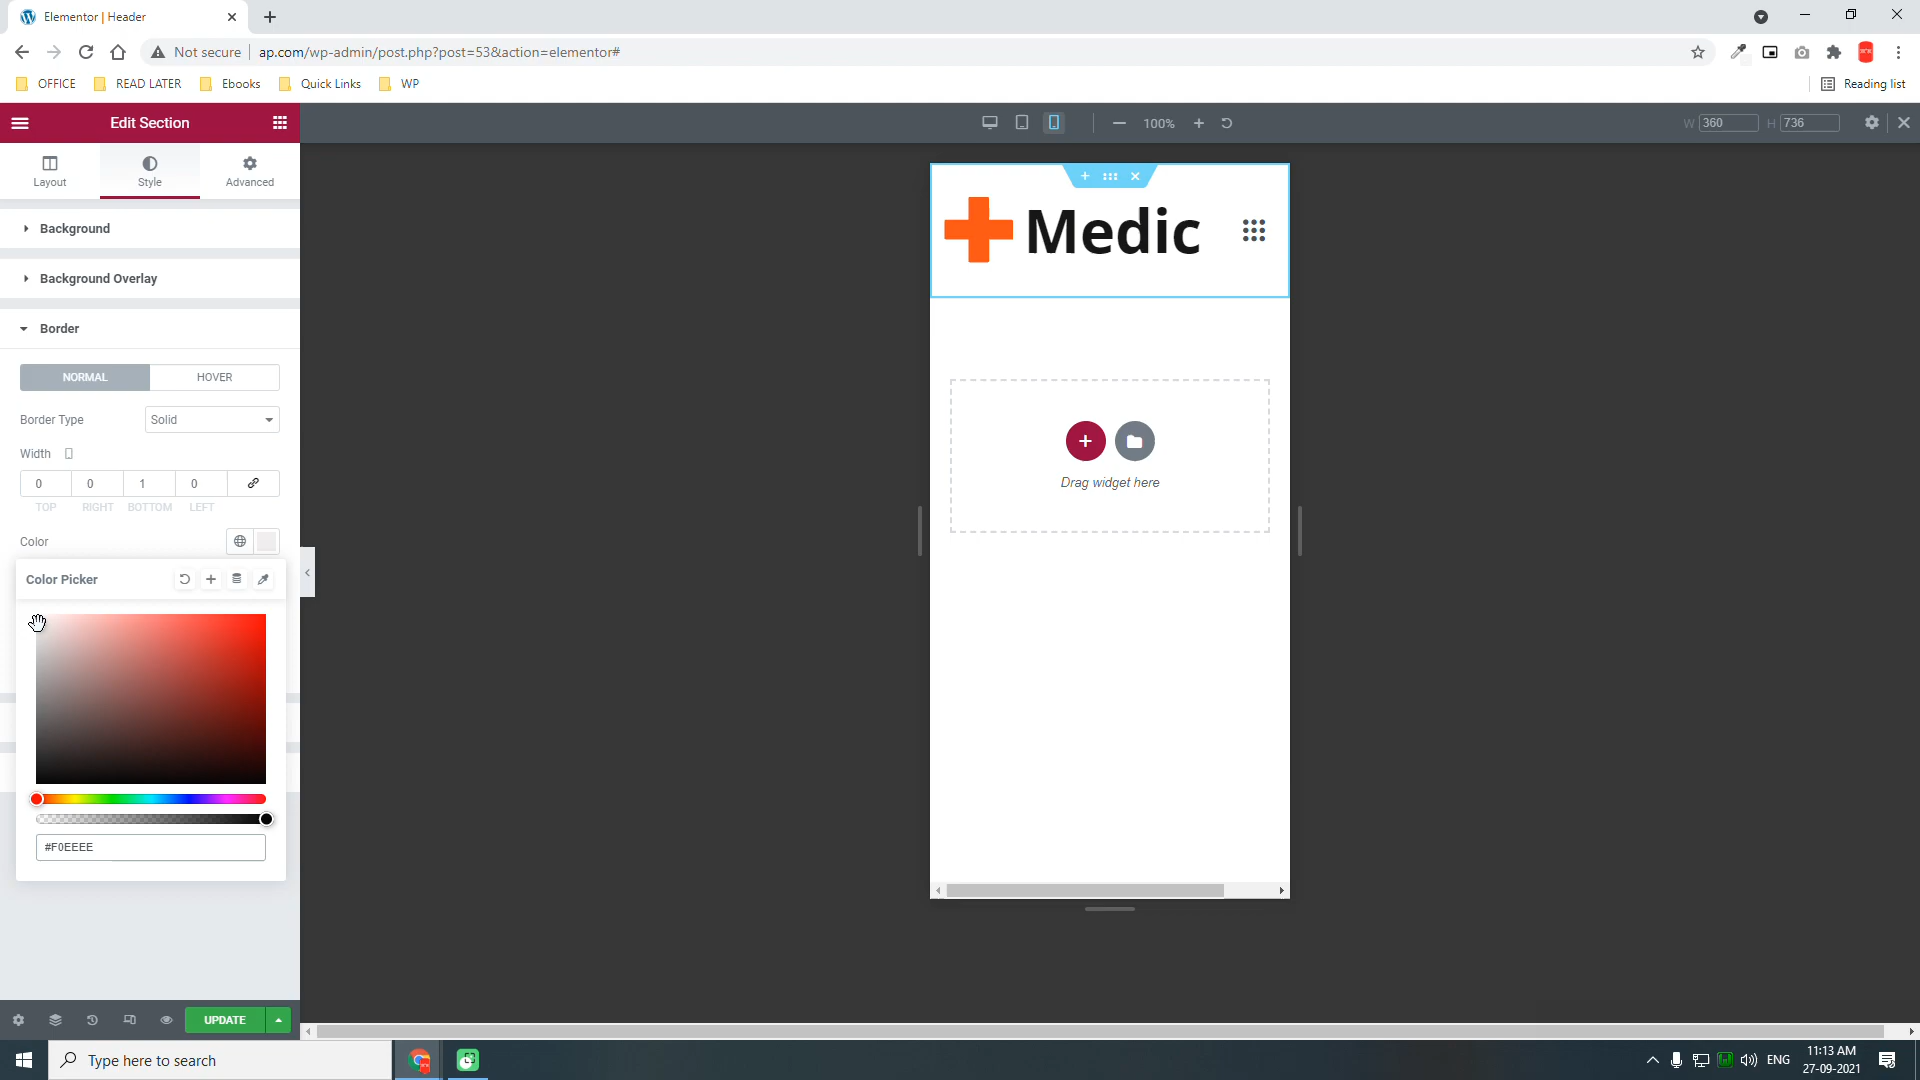 Elementor | Header
Not secure
ap.com/wp-admin/post.php?post=53&action=elementor#
OFFICE
READ LATER
Ebooks
Quick Links
WP
Reading list
Edit Section
100%
W
360
H
736
Layout
Style
Advanced
Background
Background Overlay
Border
NORMAL
HOVER
Border Type
Solid
Width
0
0
1
0
TOP
RIGHT
BOTTOM
LEFT
Color
Color Picker
#F0EEEE
Medic
Drag widget here
UPDATE
Type here to search
ENG
11:13 AM
27-09-2021